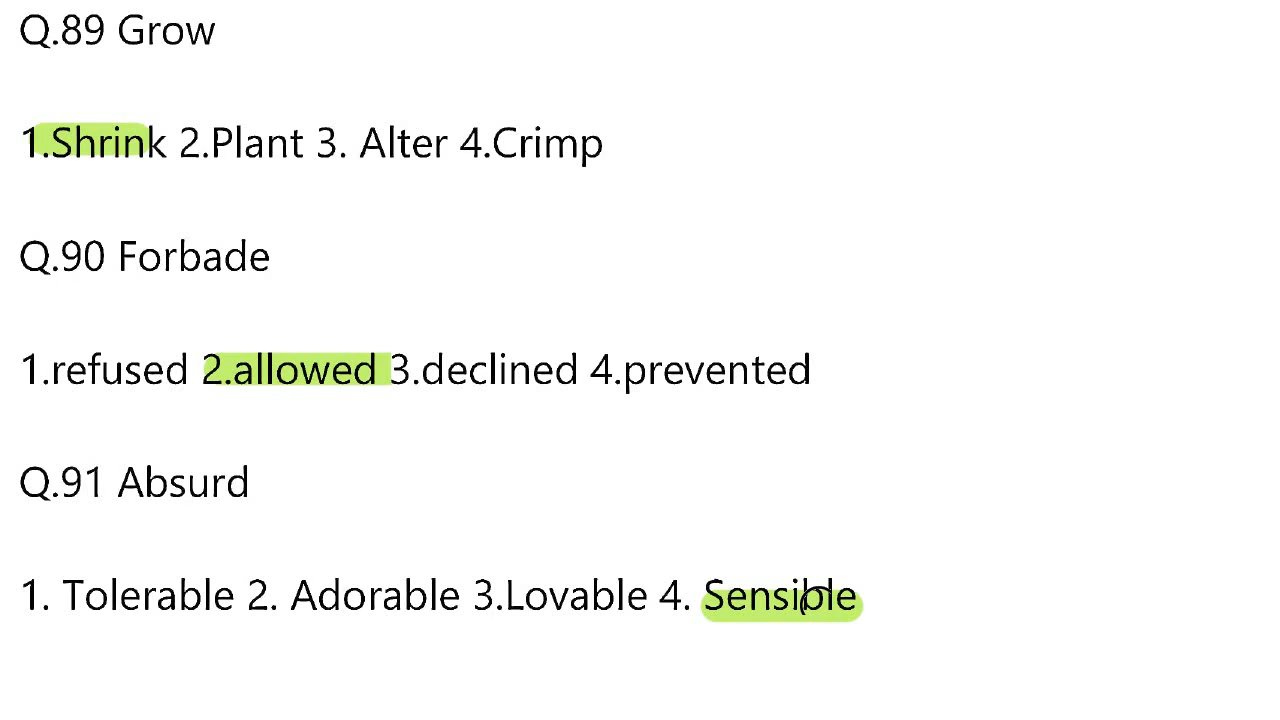 Q.89 Grow
1.Shrink 2.Plant 3. Alter 4.Crimp
Q.90 Forbade
1.refused 2.allowed 3.declined 4.prevented
Q.91 Absurd
1. Tolerable 2. Adorable 3.Lovable 4. Sensible